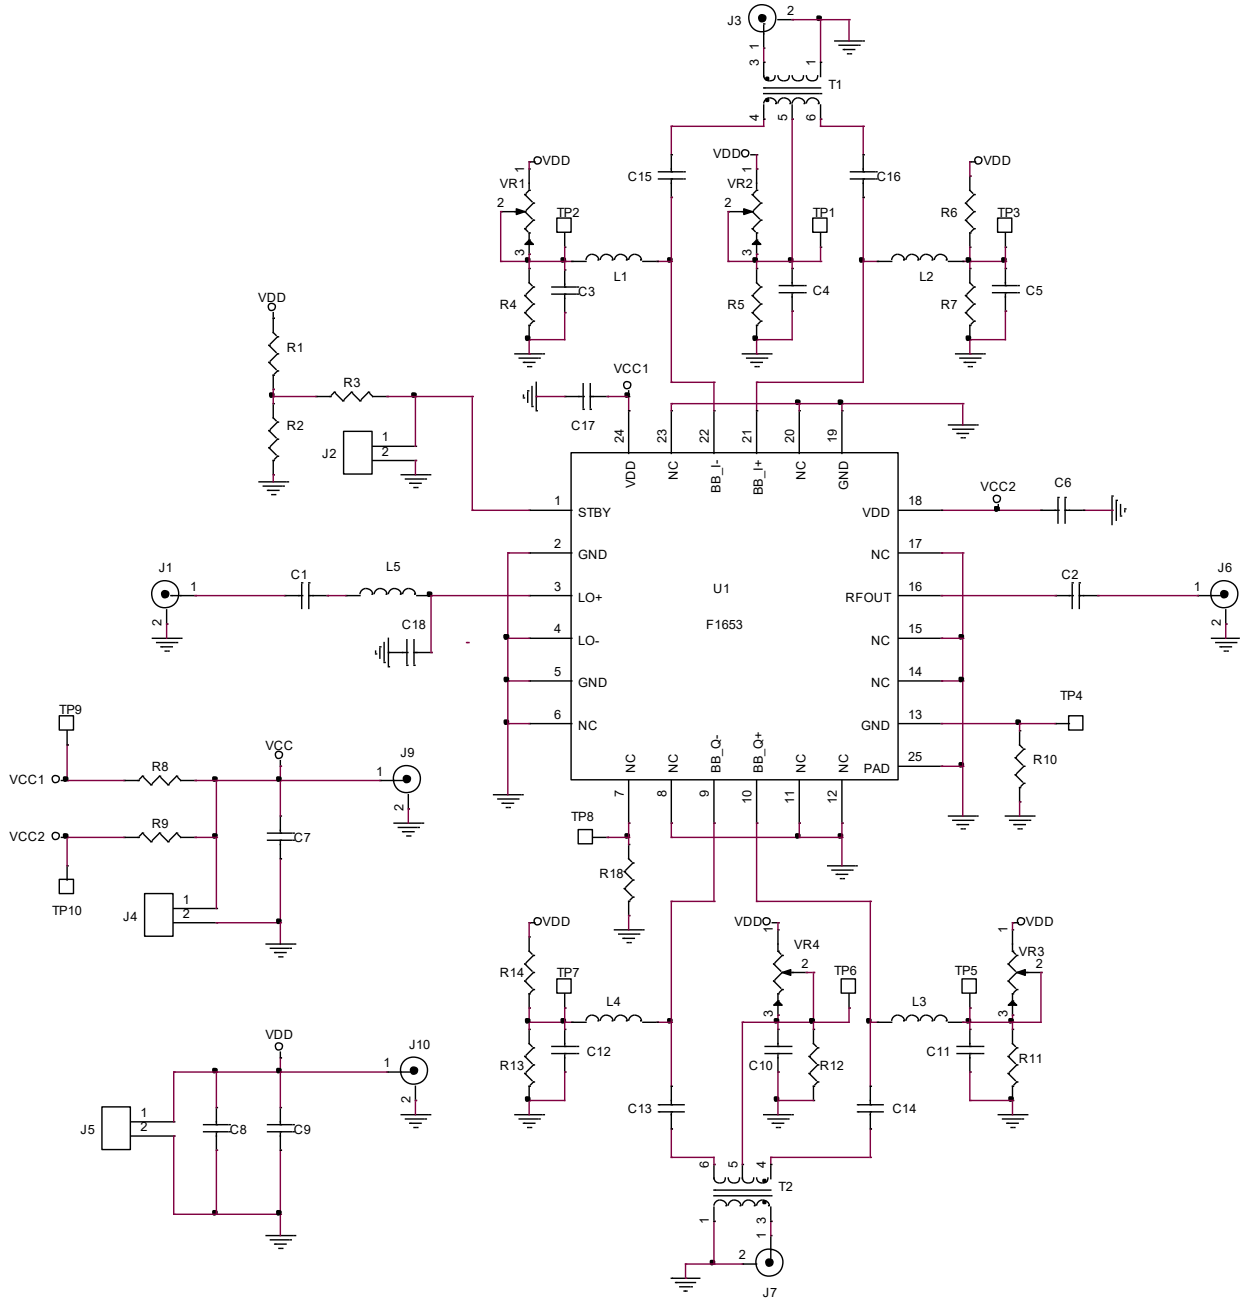 J3
2
1
3
1
T1
4
5
6
VDD
VDD
VDD
1
VR1
2
3
C15
1
VR2
2
3
C16
R6
TP2
TP1
TP3
L1
L2
R4
C3
R5
C4
R7
C5
VDD
R1
R3
R2
J2
1
2
VCC1
C17
24
23
22
21
20
19
VDD
NC
BB_I-
BB_I+
NC
GND
1
STBY
2
GND
3
LO+
4
LO-
5
GND
6
NC
U1
F1653
VDD
18
NC
17
RFOUT
16
NC
15
NC
14
GND
13
PAD
25
VCC2
C6
C2
J6
1
2
J1
1
2
C1
L5
C18
-
TP4
R10
NC
NC
BB_Q-
BB_Q+
NC
NC
7
8
9
10
11
12
TP9
VCC1
R8
VCC
J9
1
2
VCC2
R9
C7
TP10
J4
1
2
TP8
R18
VDD
R14
TP7
L4
R13
C12
C13
VDD
1
VR4
2
3
TP6
C10
R12
L3
C14
VDD
1
VR3
2
3
TP5
C11
R11
VDD
J10
1
2
J5
1
2
C8
C9
6
5
4
T2
1
3
1
2
J7